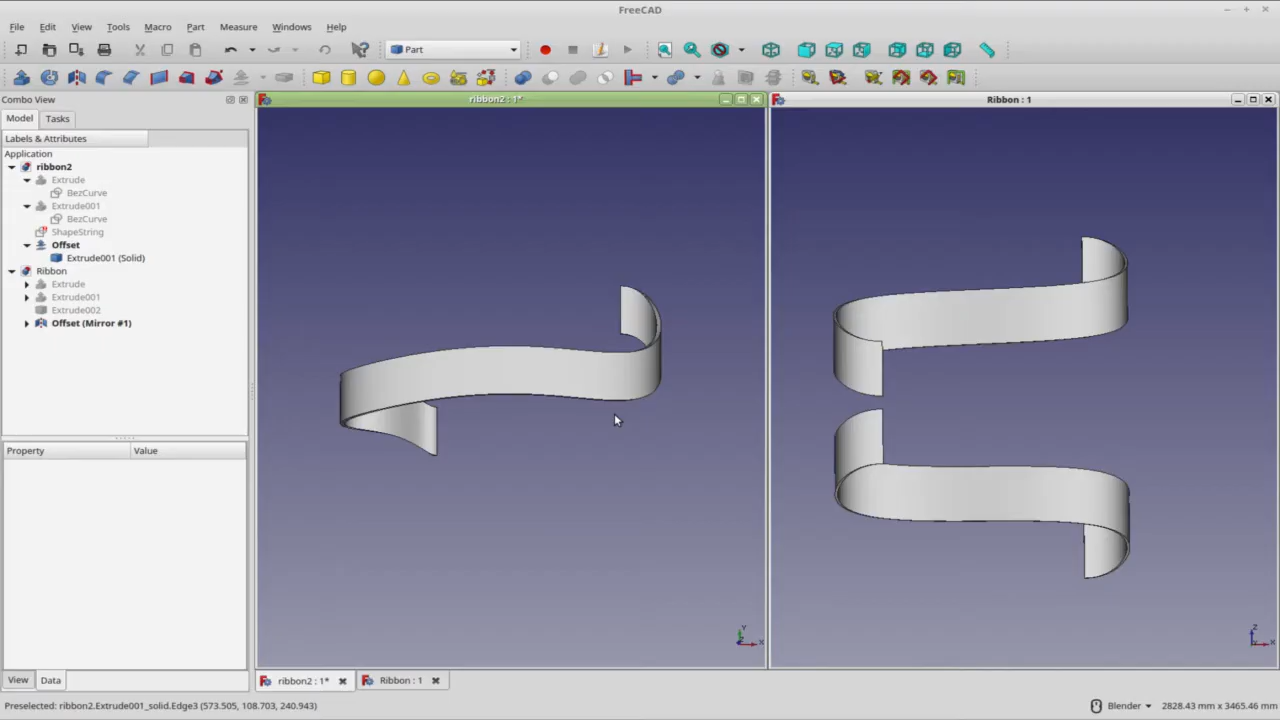 FreeCAD
File Edit View Tools Macro Part Measure Windows Help
Part
Combo View
ribbon2 : 1*
Ribbon : 1
Model Tasks
Labels & Attributes
Application
ribbon2
Extrude
BezCurve
Extrude001
BezCurve
ShapeString
Offset
Extrude001 (Solid)
Ribbon
Extrude
Extrude001
Extrude002
Offset (Mirror #1)
Property Value
Y
X
Z
X
View Data
ribbon2 : 1*
Ribbon : 1
Preselected: ribbon2.Extrude001_solid.Edge3 (573.505, 108.703, 240.943)
Blender
2828.43 mm x 3465.46 mm